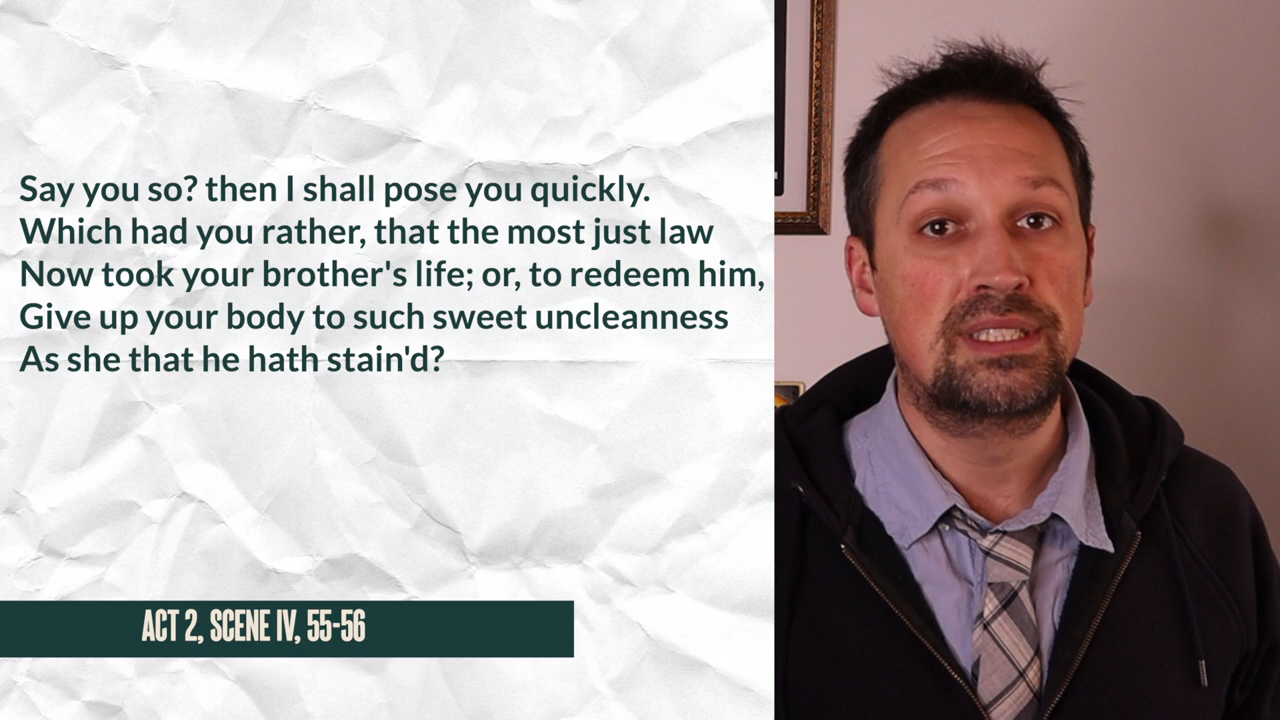 Say you so? then I shall pose you quickly.
Which had you rather, that the most just law
Now took your brother's life; or, to redeem him,
Give up your body to such sweet uncleanness
As she that he hath stain'd?
ACT 2, SCENE IV, 55-56